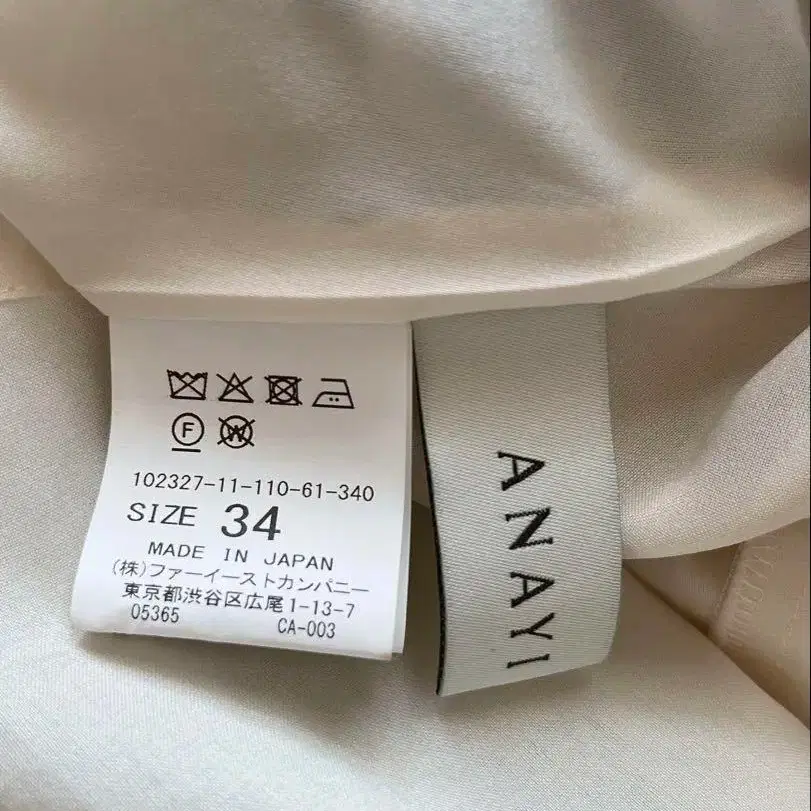 F
W
102327-11-110-61-340
SIZE 34
MADE IN JAPAN
(株)ファーイーストカンパニー
東京都渋谷区広尾1-13-7
05365 CA-003
ANAYI